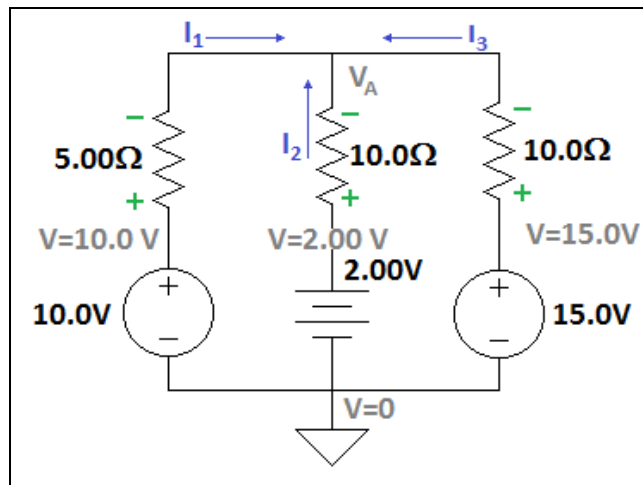 I1
I3
VA
−
−
−
5.00Ω
I2
10.0Ω
10.0Ω
+
+
+
V=10.0 V
V=2.00 V
V=15.0V
2.00V
+
+
10.0V
15.0V
−
−
V=0